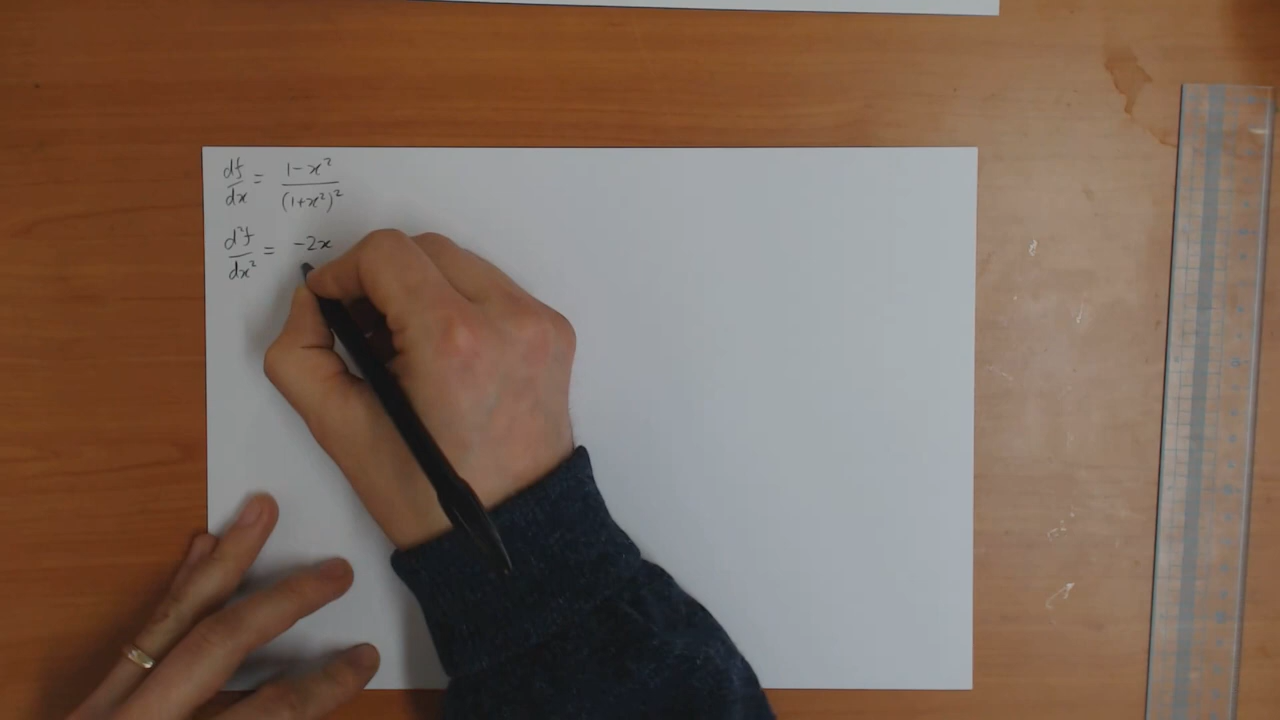 df/dx = (1-x²)/(1+x²)²
d²f/dx² = -2x